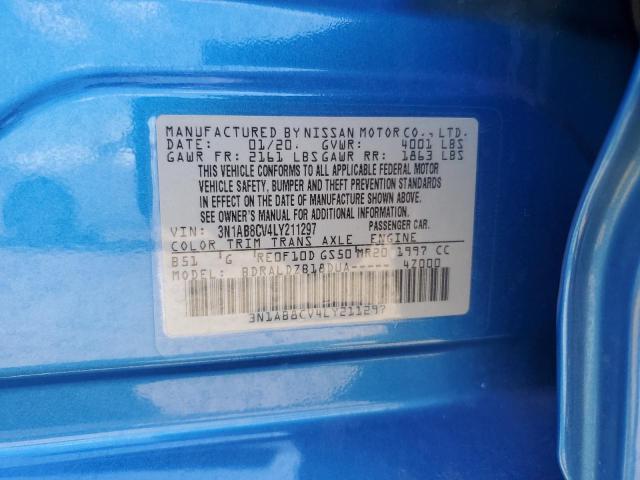 MANUFACTURED BY NISSAN MOTOR CO., LTD.
DATE: 01/20. GVWR: 4001 LBS
GAWR FR: 2161 LBS GAWR RR: 1863 LBS
THIS VEHICLE CONFORMS TO ALL APPLICABLE FEDERAL MOTOR
VEHICLE SAFETY, BUMPER AND THEFT PREVENTION STANDARDS
IN EFFECT ON THE DATE OF MANUFACTURE SHOWN ABOVE.
SEE OWNER'S MANUAL FOR ADDITIONAL INFORMATION.
VIN: 3N1AB8CV4LY211297 PASSENGER CAR.
COLOR TRIM TRANS AXLE ENGINE
B51 G RE0F10D GS50 MR20 1997 CC
MODEL: BDRALDZB18DUA----- 47000
3N1AB8CV4LY211297